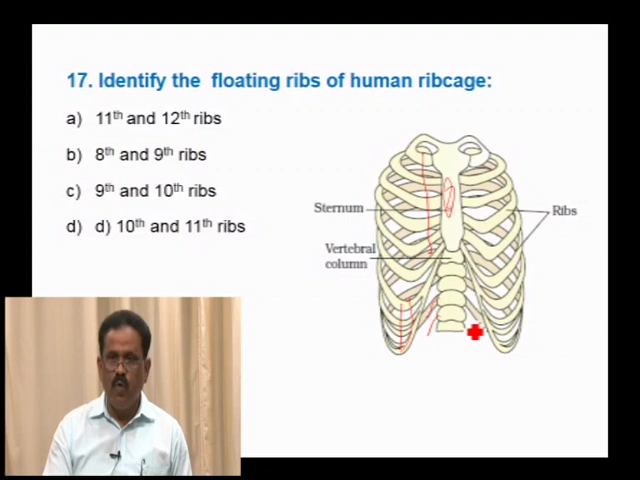 17. Identify the floating ribs of human ribcage:
a) 11th and 12th ribs
b) 8th and 9th ribs
c) 9th and 10th ribs
d) d) 10th and 11th ribs
Sternum
Ribs
Vertebral
column